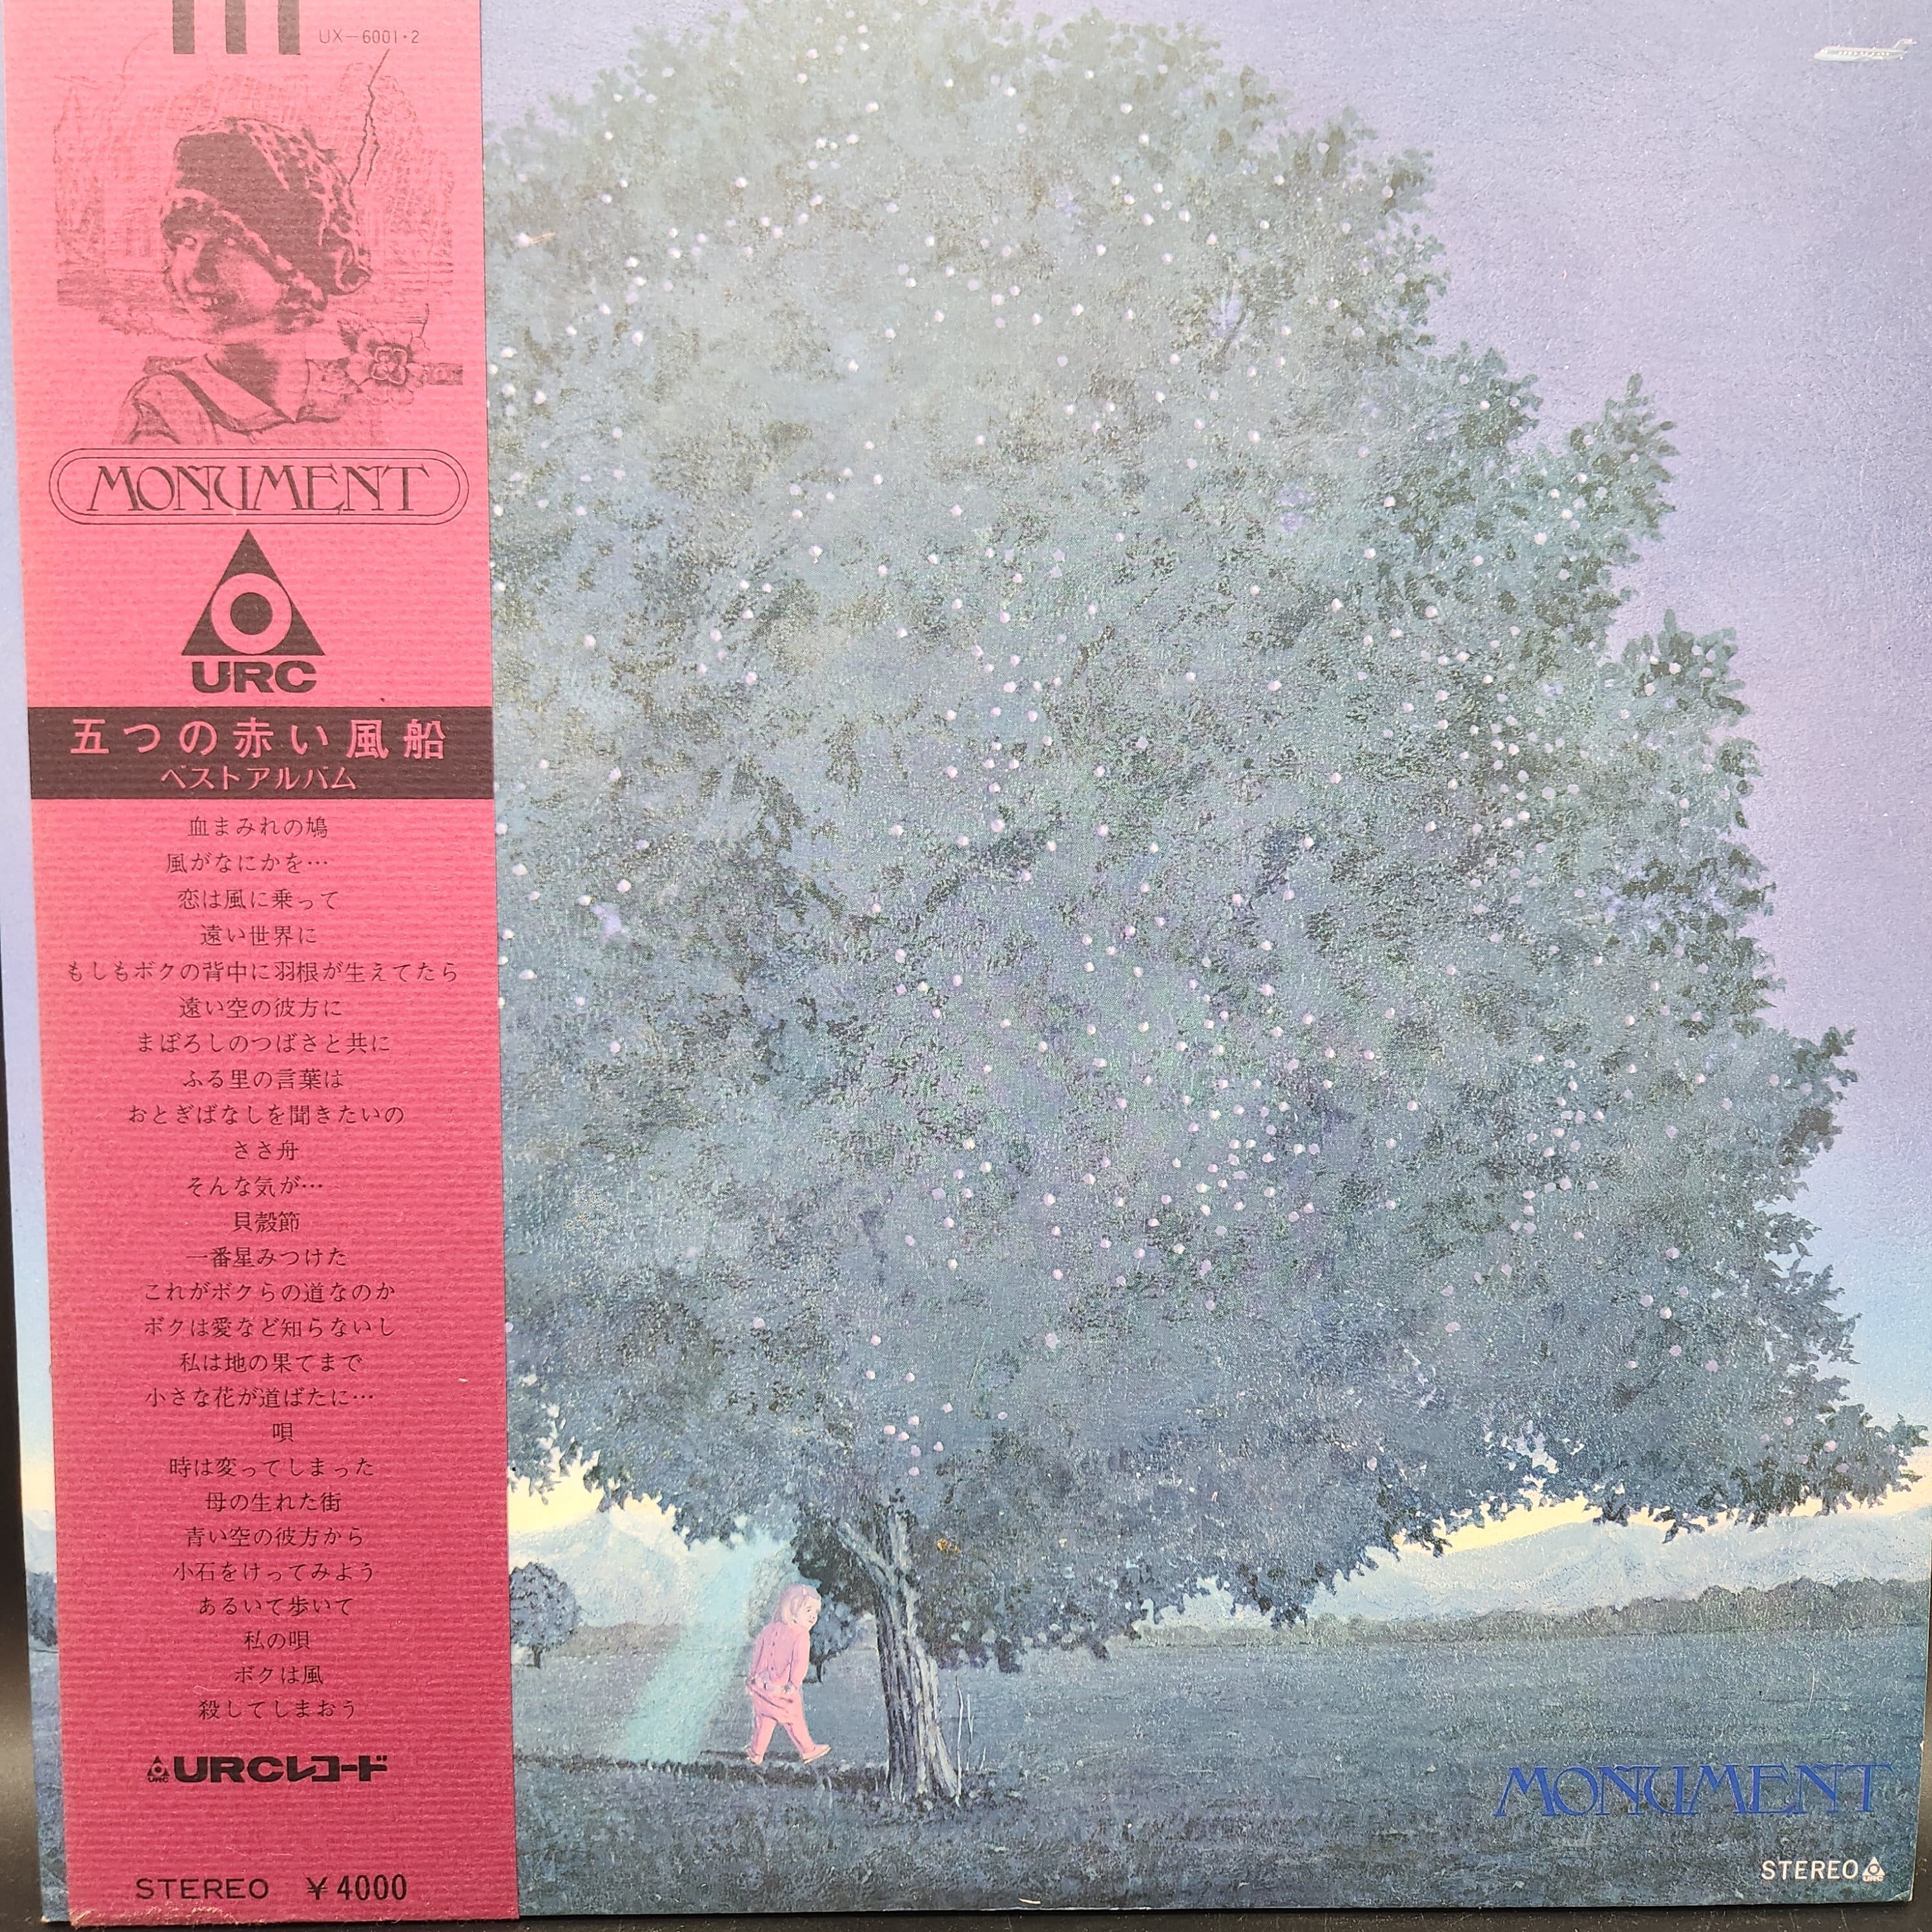 UX-6001・2
MONUMENT
URC
五つの赤い風船
ベストアルバム
血まみれの鳩
風がなにかを…
恋は風に乗って
遠い世界に
もしもボクの背中に羽根が生えてたら
遠い空の彼方に
まぼろしのつばさと共に
ふる里の言葉は
おとぎばなしを聞きたいの
ささ舟
そんな気が…
貝殻節
一番星みつけた
これがボクらの道なのか
ボクは愛など知らないし
私は地の果てまで
小さな花が道ばたに…
唄
時は変ってしまった
母の生れた街
青い空の彼方から
小石をけってみよう
あるいて歩いて
私の唄
ボクは風
殺してしまおう
URC URCレコード
STEREO ¥4000
MONUMENT
STEREO URC